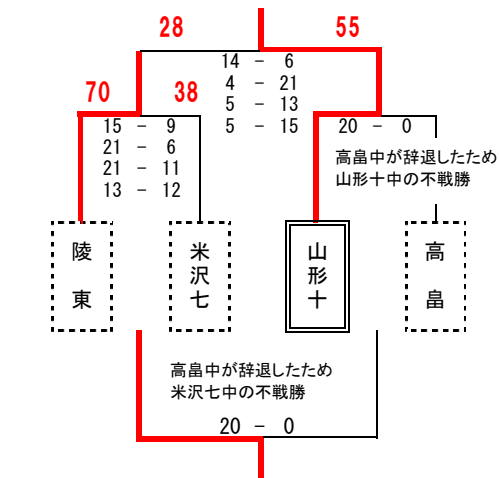 28 55
14 － 6
4 － 21
5 － 13
5 － 15
70 38
15 － 9
21 － 6
21 － 11
13 － 12
20 － 0
高畠中が辞退したため
山形十中の不戦勝
陵東
米沢七
山形十
高畠
高畠中が辞退したため
米沢七中の不戦勝
20 － 0